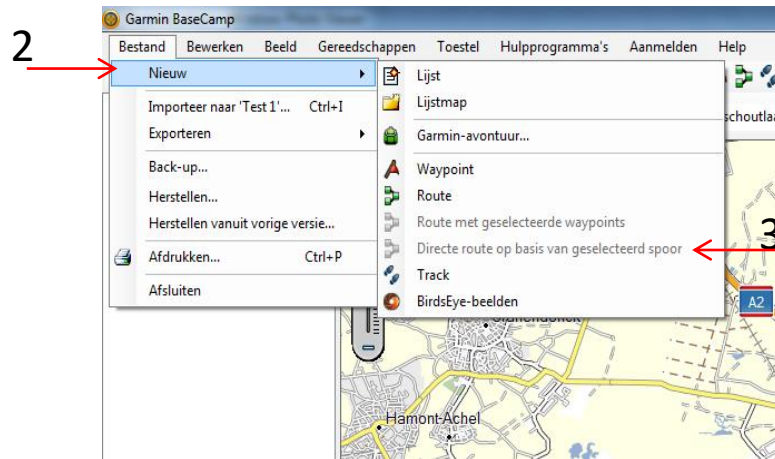 Garmin BaseCamp
2
Bestand Bewerken Beeld Gereedschappen Toestel Hulpprogramma's Aanmelden Help
Nieuw
Importeer naar 'Test 1'... Ctrl+I
Exporteren
Back-up...
Herstellen...
Herstellen vanuit vorige versie...
Afdrukken... Ctrl+P
Afsluiten
Lijst
Lijstmap
Garmin-avontuur...
Waypoint
Route
Route met geselecteerde waypoints
Directe route op basis van geselecteerd spoor
Track
BirdsEye-beelden
3
A2
Hamont-Achel